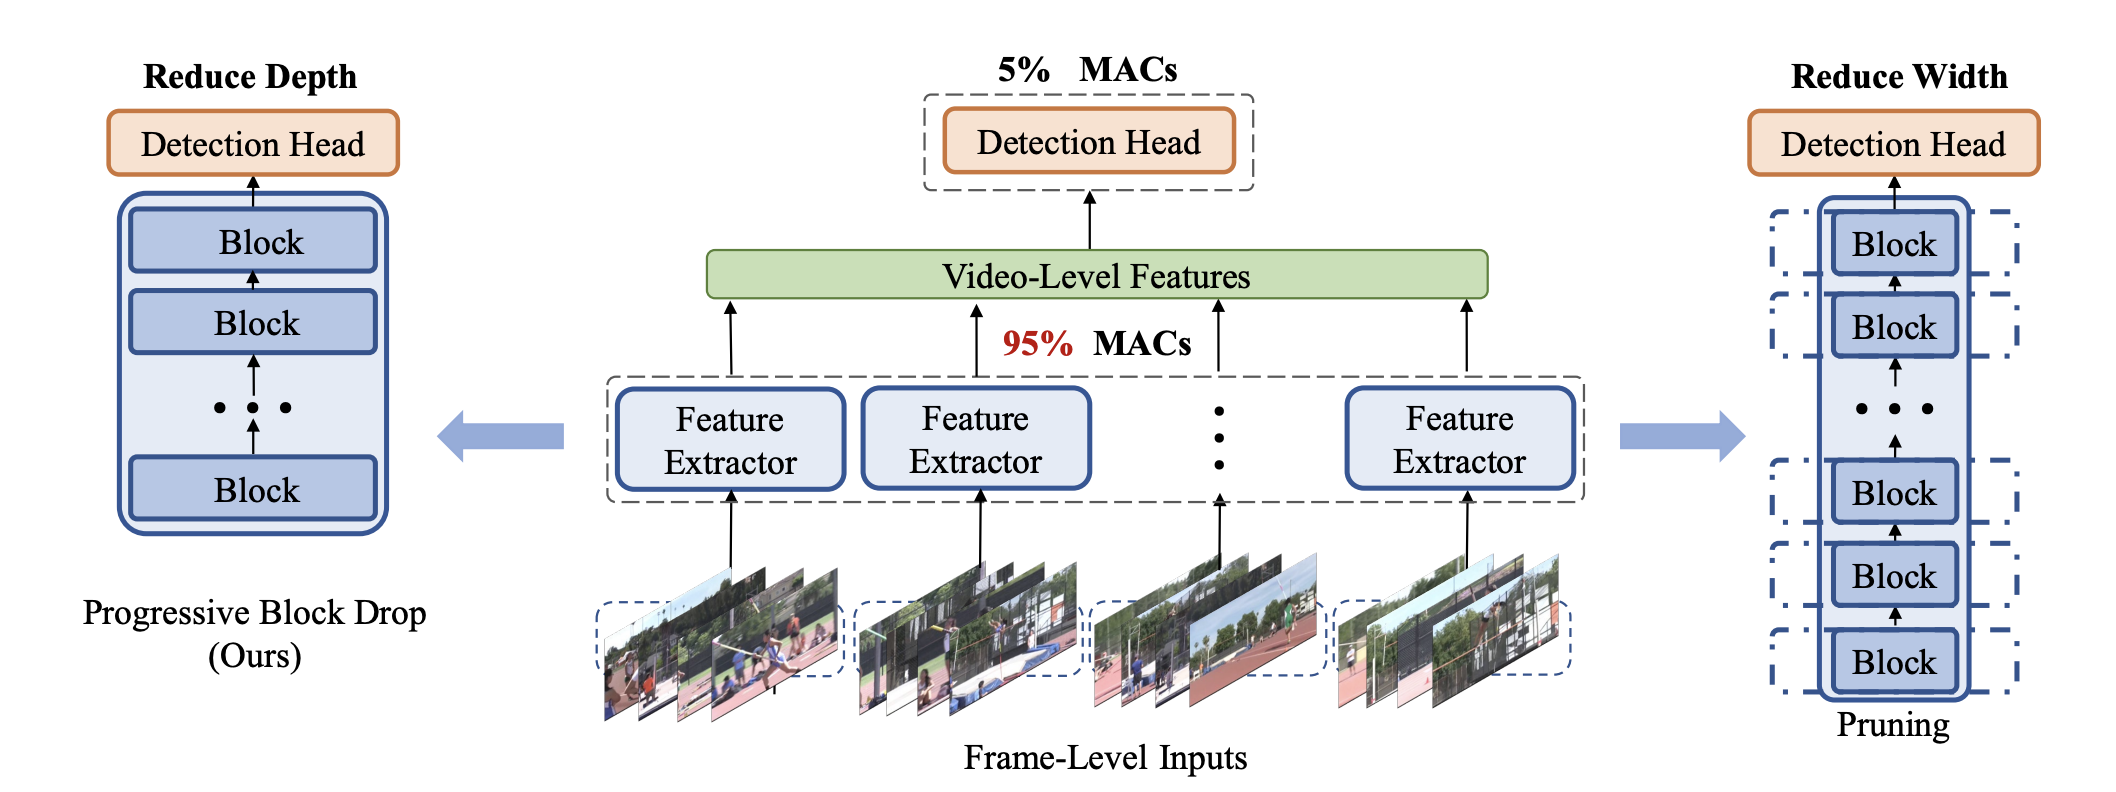 Reduce Depth
Detection Head
Block
Block
Block
Progressive Block Drop
(Ours)
5% MACs
Detection Head
Video-Level Features
95% MACs
Feature
Extractor
Feature
Extractor
Feature
Extractor
Frame-Level Inputs
Reduce Width
Detection Head
Block
Block
Block
Block
Block
Pruning